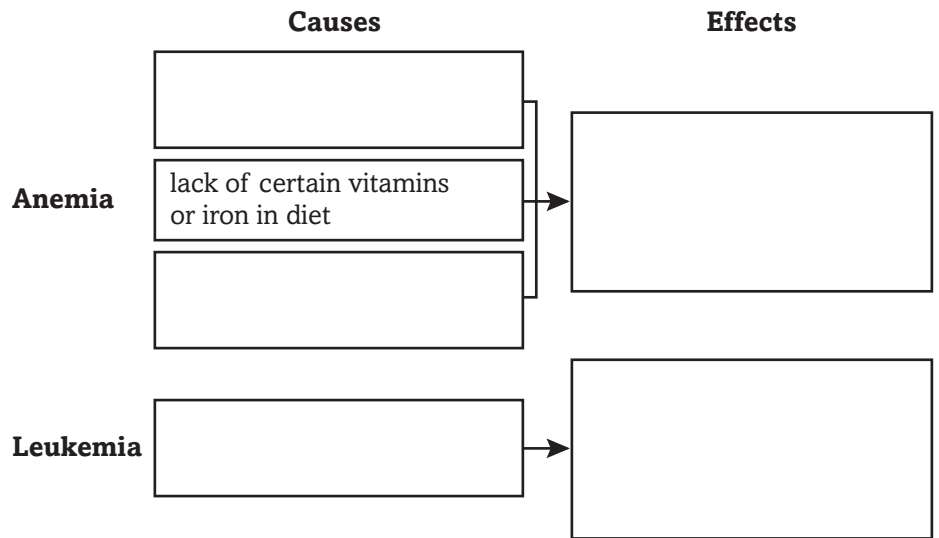 Causes
Effects
Anemia
lack of certain vitamins
or iron in diet
Leukemia